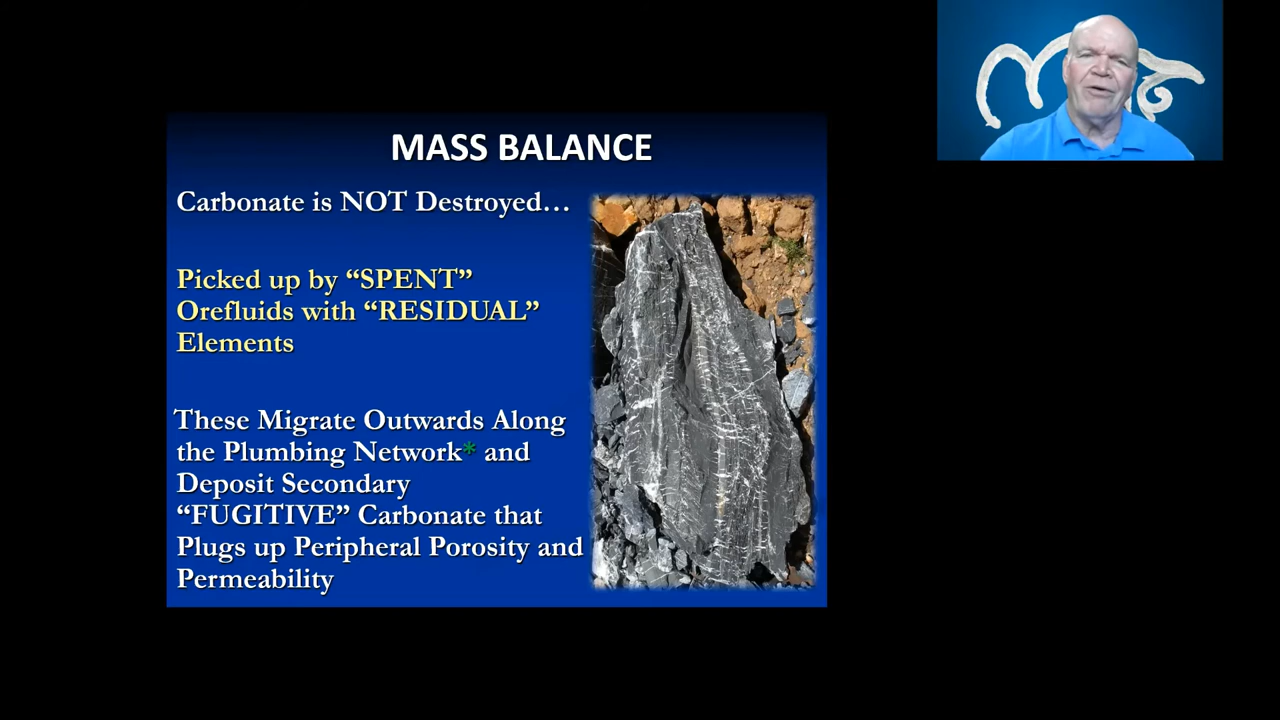 MASS BALANCE
Carbonate is NOT Destroyed…
Picked up by “SPENT”
Orefluids with “RESIDUAL”
Elements
These Migrate Outwards Along
the Plumbing Network* and
Deposit Secondary
“FUGITIVE” Carbonate that
Plugs up Peripheral Porosity and
Permeability